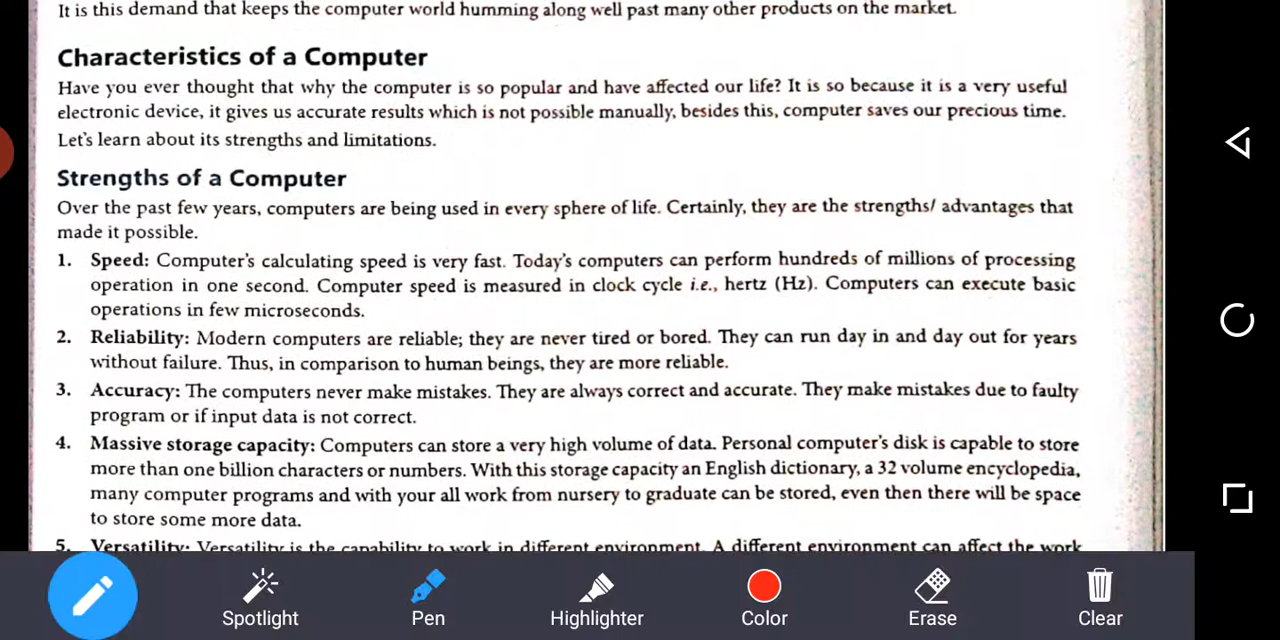 It is this demand that keeps the computer world humming along well past many other products on the market.
Characteristics of a Computer
Have you ever thought that why the computer is so popular and have affected our life? It is so because it is a very useful
electronic device, it gives us accurate results which is not possible manually, besides this, computer saves our precious time.
Let's learn about its strengths and limitations.
Strengths of a Computer
Over the past few years, computers are being used in every sphere of life. Certainly, they are the strengths/ advantages that
made it possible.
1. Speed: Computer's calculating speed is very fast. Today's computers can perform hundreds of millions of processing
operation in one second. Computer speed is measured in clock cycle i.e., hertz (Hz). Computers can execute basic
operations in few microseconds.
2. Reliability: Modern computers are reliable; they are never tired or bored. They can run day in and day out for years
without failure. Thus, in comparison to human beings, they are more reliable.
3. Accuracy: The computers never make mistakes. They are always correct and accurate. They make mistakes due to faulty
program or if input data is not correct.
4. Massive storage capacity: Computers can store a very high volume of data. Personal computer's disk is capable to store
more than one billion characters or numbers. With this storage capacity an English dictionary, a 32 volume encyclopedia,
many computer programs and with your all work from nursery to graduate can be stored, even then there will be space
to store some more data.
5. Versatility: Versatility is the capability to work in different environment. A different environment can affect the work
Spotlight Pen Highlighter Color Erase Clear